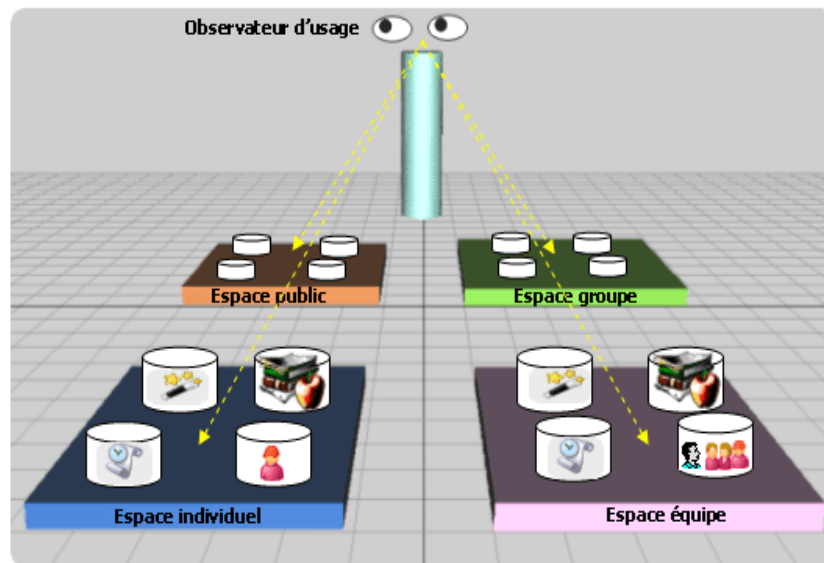 Observateur d'usage
Espace public
Espace groupe
Espace individuel
Espace équipe